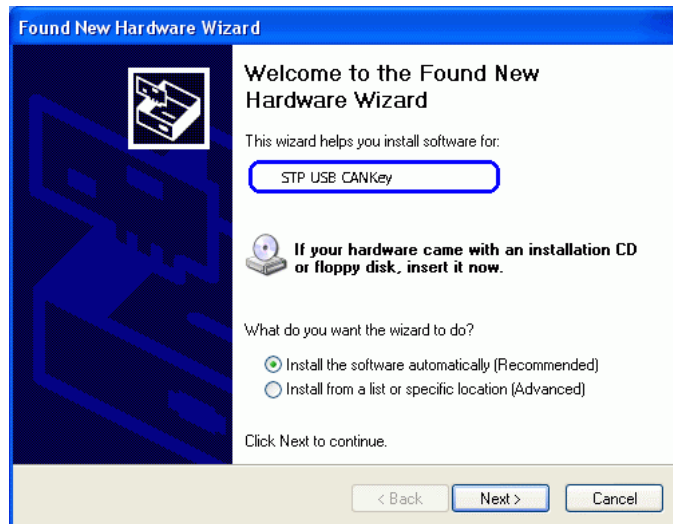 Found New Hardware Wizard
Welcome to the Found New
Hardware Wizard
This wizard helps you install software for:
STP USB CANKey
If your hardware came with an installation CD
or floppy disk, insert it now.
What do you want the wizard to do?
Install the software automatically (Recommended)
Install from a list or specific location (Advanced)
Click Next to continue.
< Back
Next >
Cancel